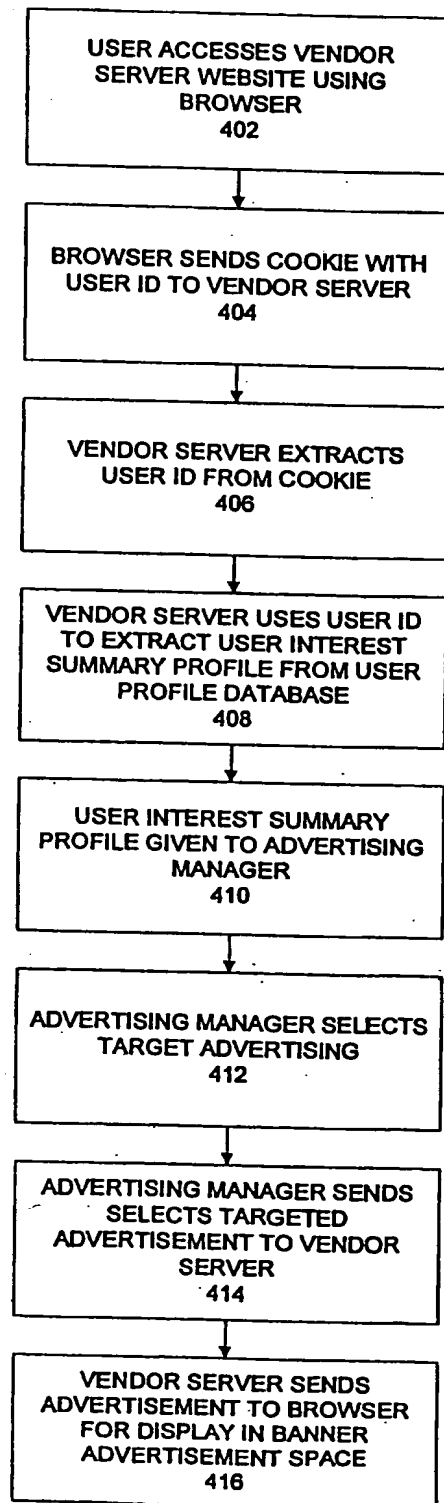 USER ACCESSES VENDOR
SERVER WEBSITE USING
BROWSER
402
BROWSER SENDS COOKIE WITH
USER ID TO VENDOR SERVER
404
VENDOR SERVER EXTRACTS
USER ID FROM COOKIE
406
VENDOR SERVER USES USER ID
TO EXTRACT USER INTEREST
SUMMARY PROFILE FROM USER
PROFILE DATABASE
408
USER INTEREST SUMMARY
PROFILE GIVEN TO ADVERTISING
MANAGER
410
ADVERTISING MANAGER SELECTS
TARGET ADVERTISING
412
ADVERTISING MANAGER SENDS
SELECTS TARGETED
ADVERTISEMENT TO VENDOR
SERVER
414
VENDOR SERVER SENDS
ADVERTISEMENT TO BROWSER
FOR DISPLAY IN BANNER
ADVERTISEMENT SPACE
416